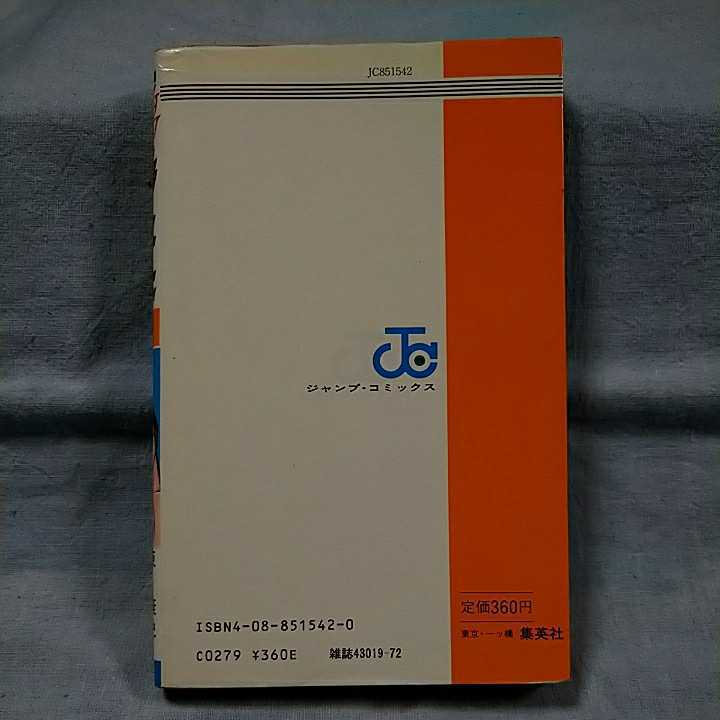 JC851542
ジャンプ・コミックス
定価360円
東京・一ッ橋 集英社
ISBN4-08-851542-0
C0279 ¥360E 雑誌43019-72